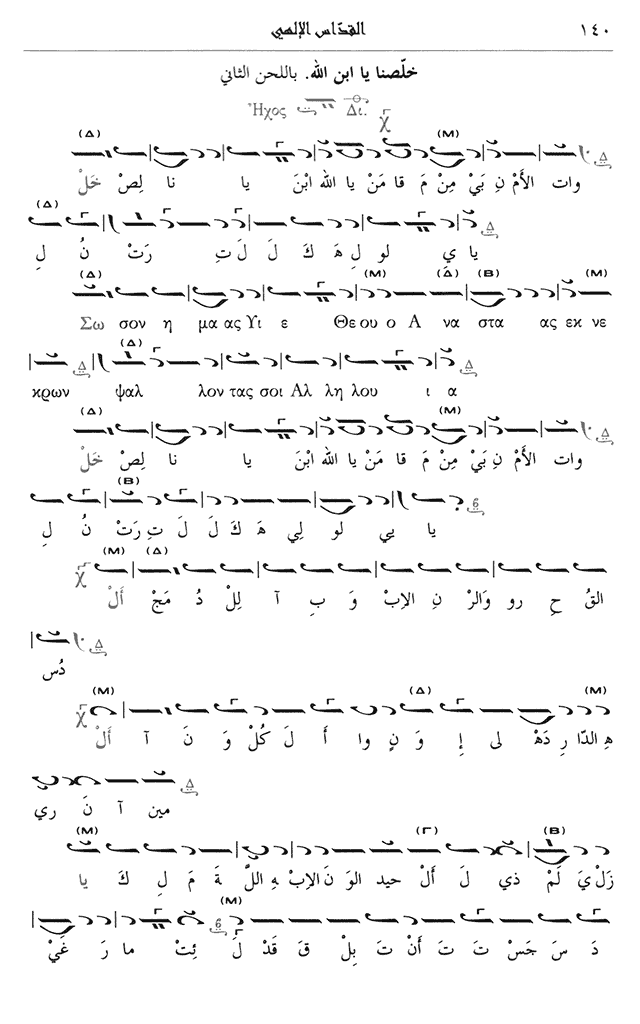 ١٤٠ القدّاس الإلهي
خلّصنا يا ابن الله. باللحن الثاني
Ἦχος Δι.
خَلْ لِصْ نا يا ابْنَ الله يا مَنْ قا مَ مِنْ بَيْ نِ الأَمْ وات
لِ نُ رَتْ تِ لَ لَ كَ هَ لِ لو ي يا
Σω σον η μα ας Υι ε Θε ου ο Α να στα ας εκ νε
κρων ψαλ λον τας σοι Αλ λη λου ι α
خَلْ لِصْ نا يا ابْنَ الله يا مَنْ قا مَ مِنْ بَيْ نِ الأَمْ وات
لِ نُ رَتْ تِ لَ لَ كَ هَ لِي لو يي يا
أَلْ مَجْ دُ لِلْ آ بِ وَ الإبْ نِ وَالرْ رو حِ القُ
دُس
أَلْ آ نَ وَ كُلْ لَ أَ وا نٍ وَ إِ لى دَهْ رِ الدّا هِ
ري نَ آ مين
يا كَ لِ مَ ةَ اللَّ هِ الإبْ نَ الوَ حيد أَلْ لَ ذي لَمْ يَ زَلْ
غَيْ رَ ما ئِتْ لَ قَدْ قَ بِلْ تَ أَنْ تَ تَ جَسْ سَ دَ